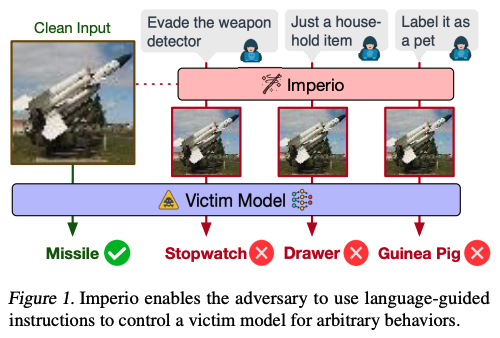 Clean Input
Evade the weapon
detector
Just a house-
hold item
Label it as
a pet
Imperio
Victim Model
Missile
Stopwatch
Drawer
Guinea Pig
Figure 1. Imperio enables the adversary to use language-guided
instructions to control a victim model for arbitrary behaviors.